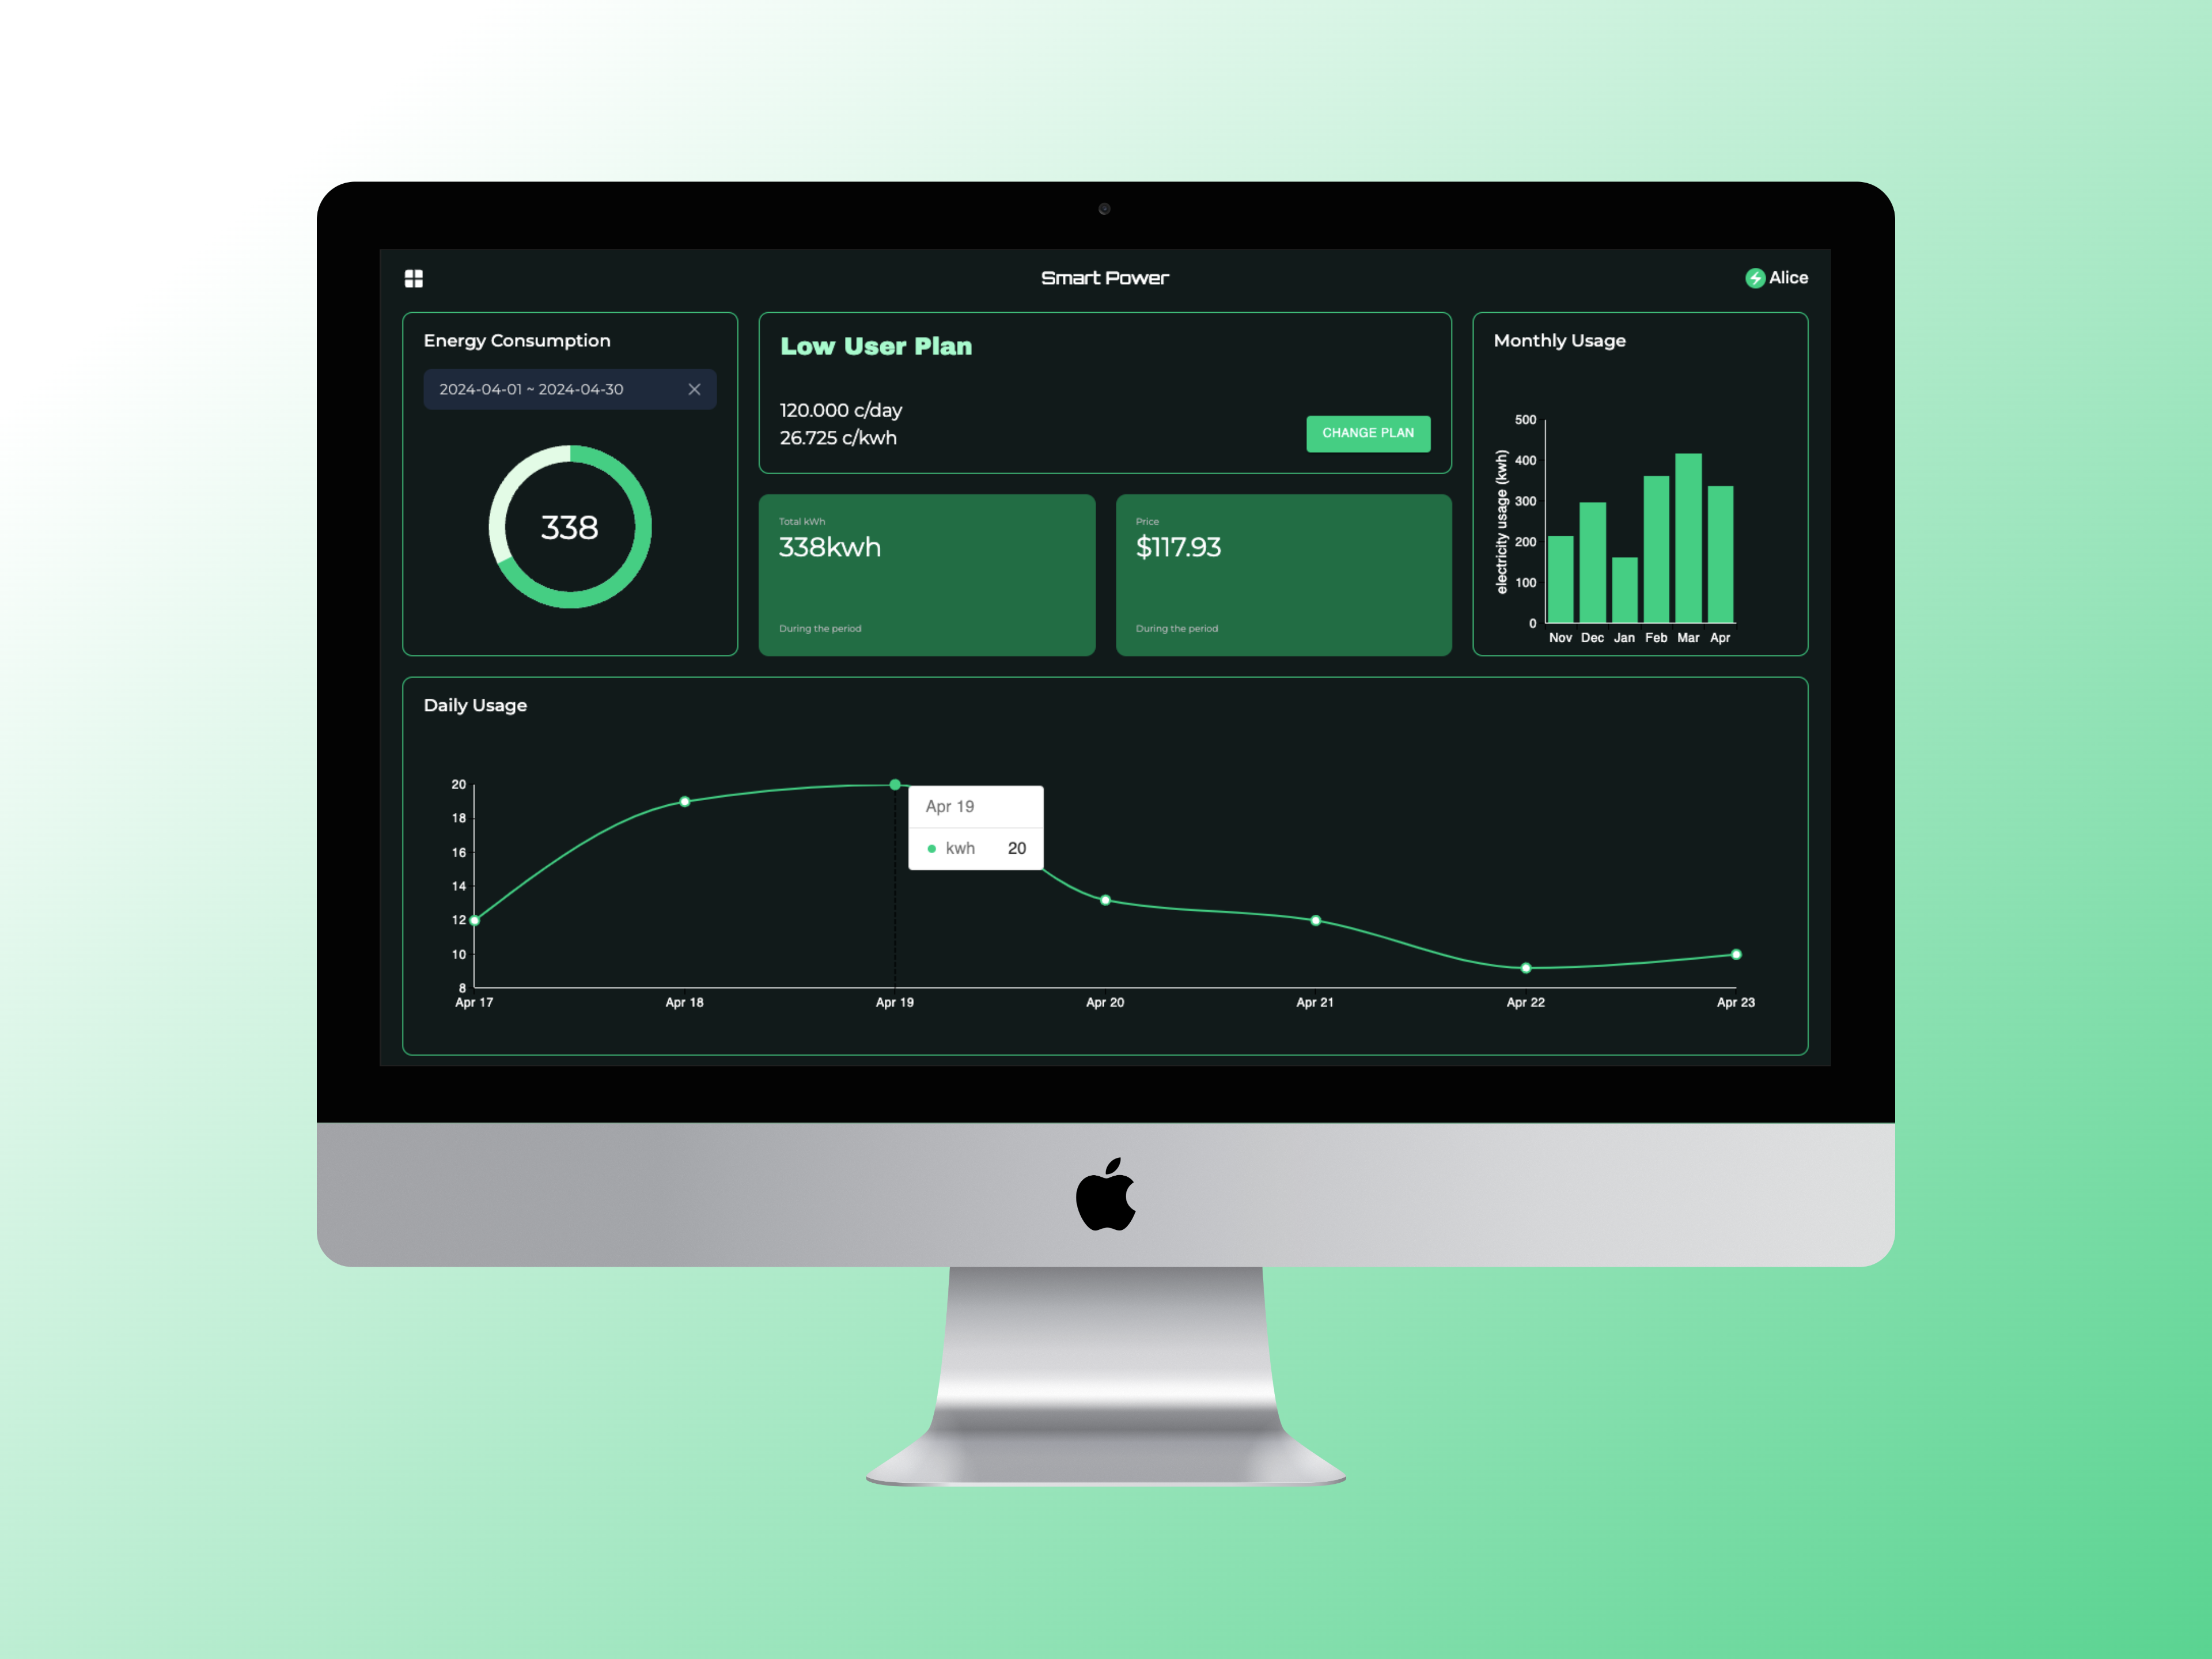 Smart Power
Alice
Energy Consumption
2024-04-01 ~ 2024-04-30
338
Low User Plan
120.000 c/day
26.725 c/kwh
CHANGE PLAN
Total kWh
338kwh
During the period
Price
$117.93
During the period
Monthly Usage
electricity usage (kwh)
500
400
300
200
100
0
Nov Dec Jan Feb Mar Apr
Daily Usage
20
18
16
14
12
10
8
Apr 19
kwh 20
Apr 17 Apr 18 Apr 19 Apr 20 Apr 21 Apr 22 Apr 23